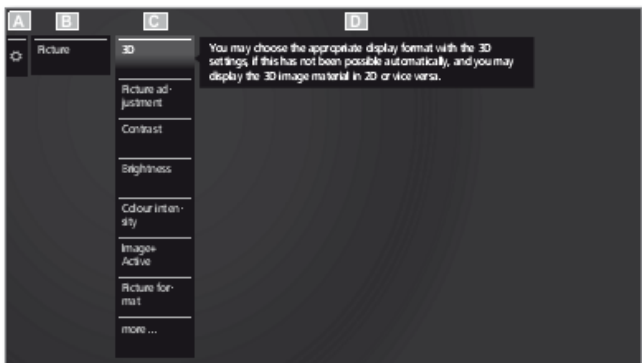 A B C D
Picture
3D
You may choose the appropriate display format with the 3D
settings, if this has not been possible automatically, and you may
display the 3D image material in 2D or vice versa.
Picture ad-
justment
Contrast
Brightness
Colour inten-
sity
Image+
Active
Picture for-
mat
more ...